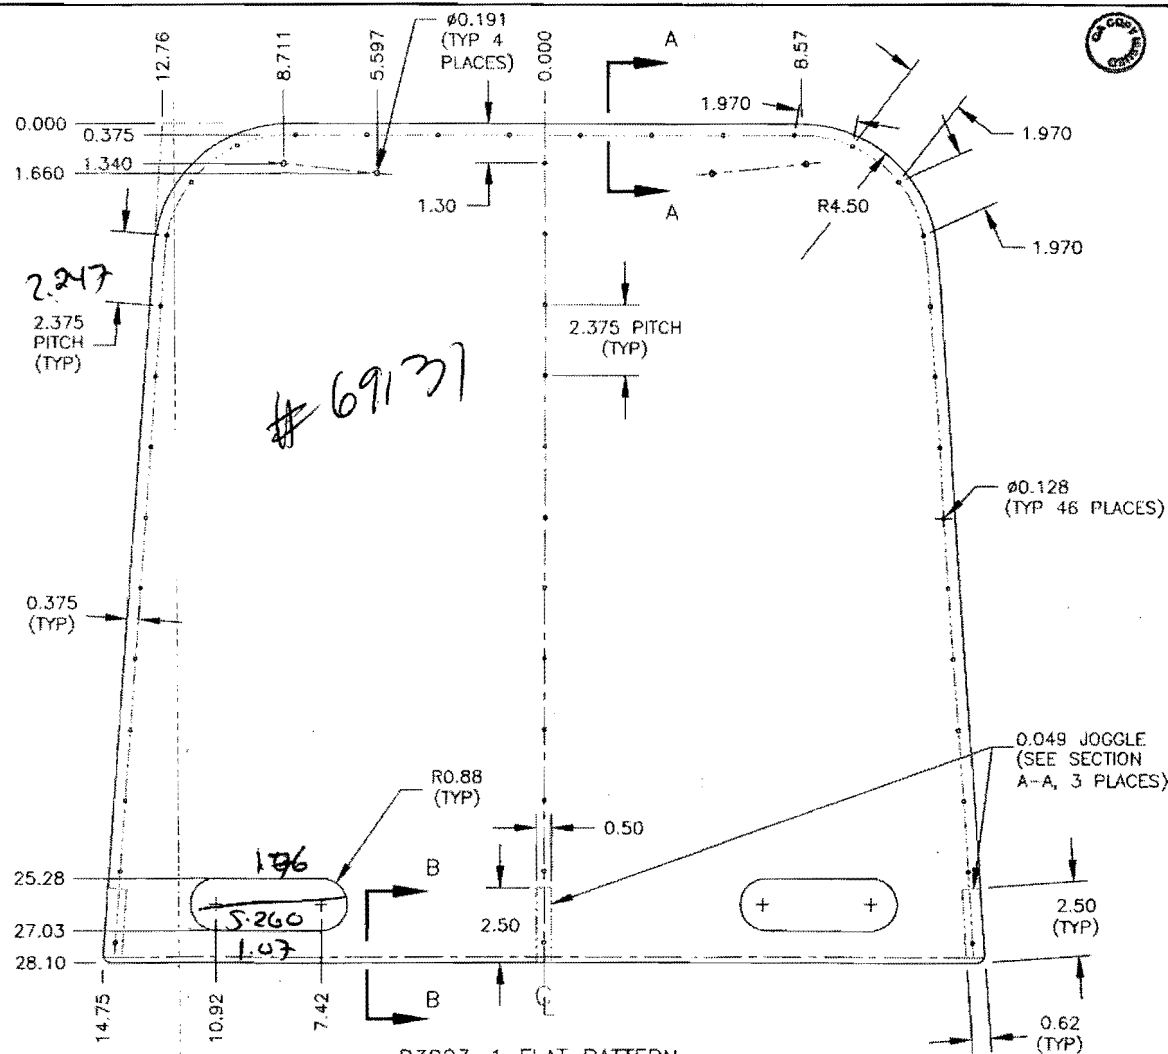 12.76
8.711
Ø0.191
(TYP 4
PLACES)
5.597
0.000
A
8.57
1.970
0.000
0.375
1.340
1.660
1.30
A
R4.50
1.970
1.970
2.247
2.375
PITCH
(TYP)
2.375 PITCH
(TYP)
# 69137
Ø0.128
(TYP 46 PLACES)
0.375
(TYP)
R0.88
(TYP)
0.50
0.049 JOGGLE
(SEE SECTION
A-A, 3 PLACES)
25.28
B
2.50
2.50
(TYP)
5.260
27.03
1.07
28.10
14.75
10.92
7.42
B
0.62
(TYP)
FLAT PATTERN